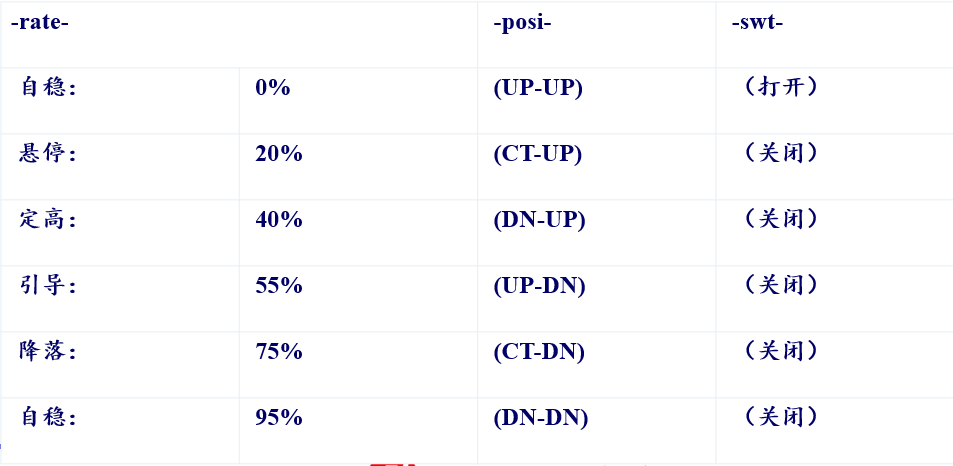 -rate- -posi- -swt-
自稳： 0% (UP-UP) （打开）
悬停： 20% (CT-UP) （关闭）
定高： 40% (DN-UP) （关闭）
引导： 55% (UP-DN) （关闭）
降落： 75% (CT-DN) （关闭）
自稳： 95% (DN-DN) （关闭）